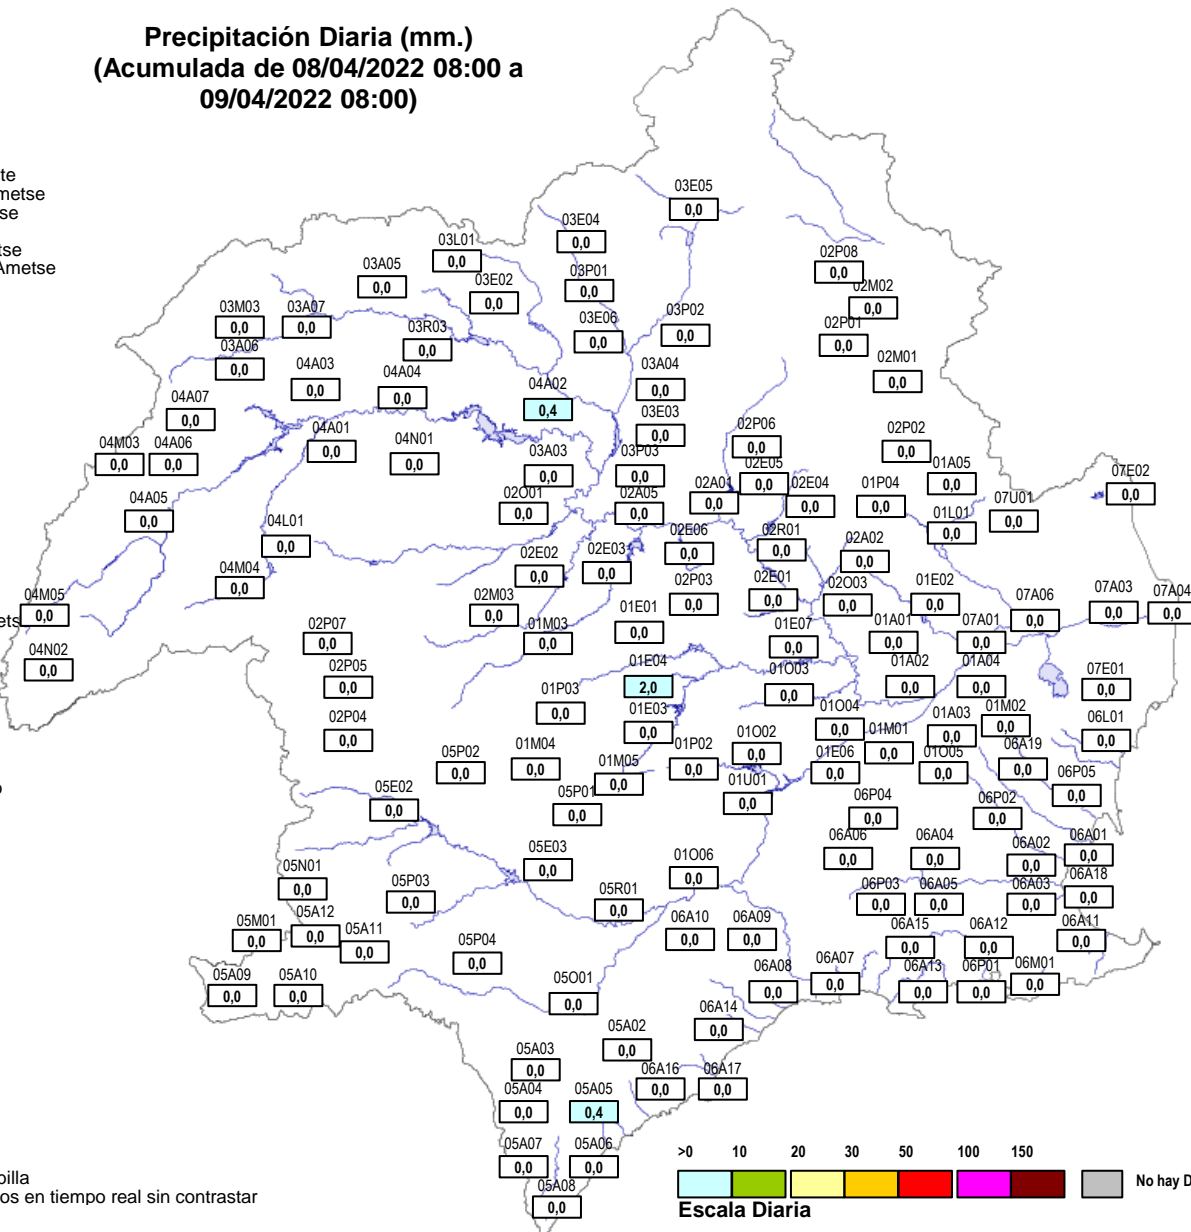 Precipitación Diaria (mm.)
(Acumulada de 08/04/2022 08:00 a
09/04/2022 08:00)
te
metse
se
tse
Ametse
03E05
0,0
03E04
0,0
03L01
0,0
03A05
0,0
03E02
0,0
03P01
0,0
02P08
0,0
02M02
0,0
03M03
0,0
03A07
0,0
03R03
0,0
03E06
0,0
03P02
0,0
02P01
0,0
03A06
0,0
04A03
0,0
04A04
0,0
04A02
0,4
03A04
0,0
02M01
0,0
04A07
0,0
03E03
0,0
04M03
0,0
04A06
0,0
04A01
0,0
04N01
0,0
03A03
0,0
03P03
0,0
02P06
0,0
02P02
0,0
02E05
0,0
01A05
0,0
07E02
0,0
04A05
0,0
02O01
0,0
02A05
0,0
02A01
0,0
02E04
0,0
01P04
0,0
07U01
0,0
04L01
0,0
01L01
0,0
02E06
0,0
02R01
0,0
02A02
0,0
04M04
0,0
02E02
0,0
02E03
0,0
04M05
0,0
ets
02M03
0,0
02P03
0,0
02E01
0,0
02O03
0,0
01E02
0,0
07A06
0,0
07A03
0,0
07A04
0,0
02P07
0,0
01M03
0,0
01E01
0,0
01E07
0,0
01A01
0,0
07A01
0,0
04N02
0,0
02P05
0,0
01E04
2,0
01O03
0,0
01A02
0,0
01A04
0,0
07E01
0,0
01P03
0,0
02P04
0,0
01E03
0,0
01O04
0,0
01A03
0,0
01M02
0,0
06L01
0,0
05P02
0,0
01M04
0,0
01M05
0,0
01P02
0,0
01O02
0,0
01E06
0,0
01M01
0,0
01O05
0,0
06A19
0,0
o
05E02
0,0
05P01
0,0
01U01
0,0
06P04
0,0
06P02
0,0
06P05
0,0
05E03
0,0
01O06
0,0
06A06
0,0
06A04
0,0
06A02
0,0
06A01
0,0
05N01
0,0
05P03
0,0
05R01
0,0
06P03
0,0
06A05
0,0
06A03
0,0
06A18
0,0
05M01
0,0
05A12
0,0
05A11
0,0
05P04
0,0
06A10
0,0
06A09
0,0
06A15
0,0
06A12
0,0
06A11
0,0
05A09
0,0
05A10
0,0
05O01
0,0
06A08
0,0
06A07
0,0
06A13
0,0
06P01
0,0
06M01
0,0
05A02
0,0
06A14
0,0
05A03
0,0
06A16
0,0
06A17
0,0
05A04
0,0
05A05
0,4
05A07
0,0
05A06
0,0
05A08
0,0
oilla
os en tiempo real sin contrastar
>0 10 20 30 50 100 150
No hay D
Escala Diaria